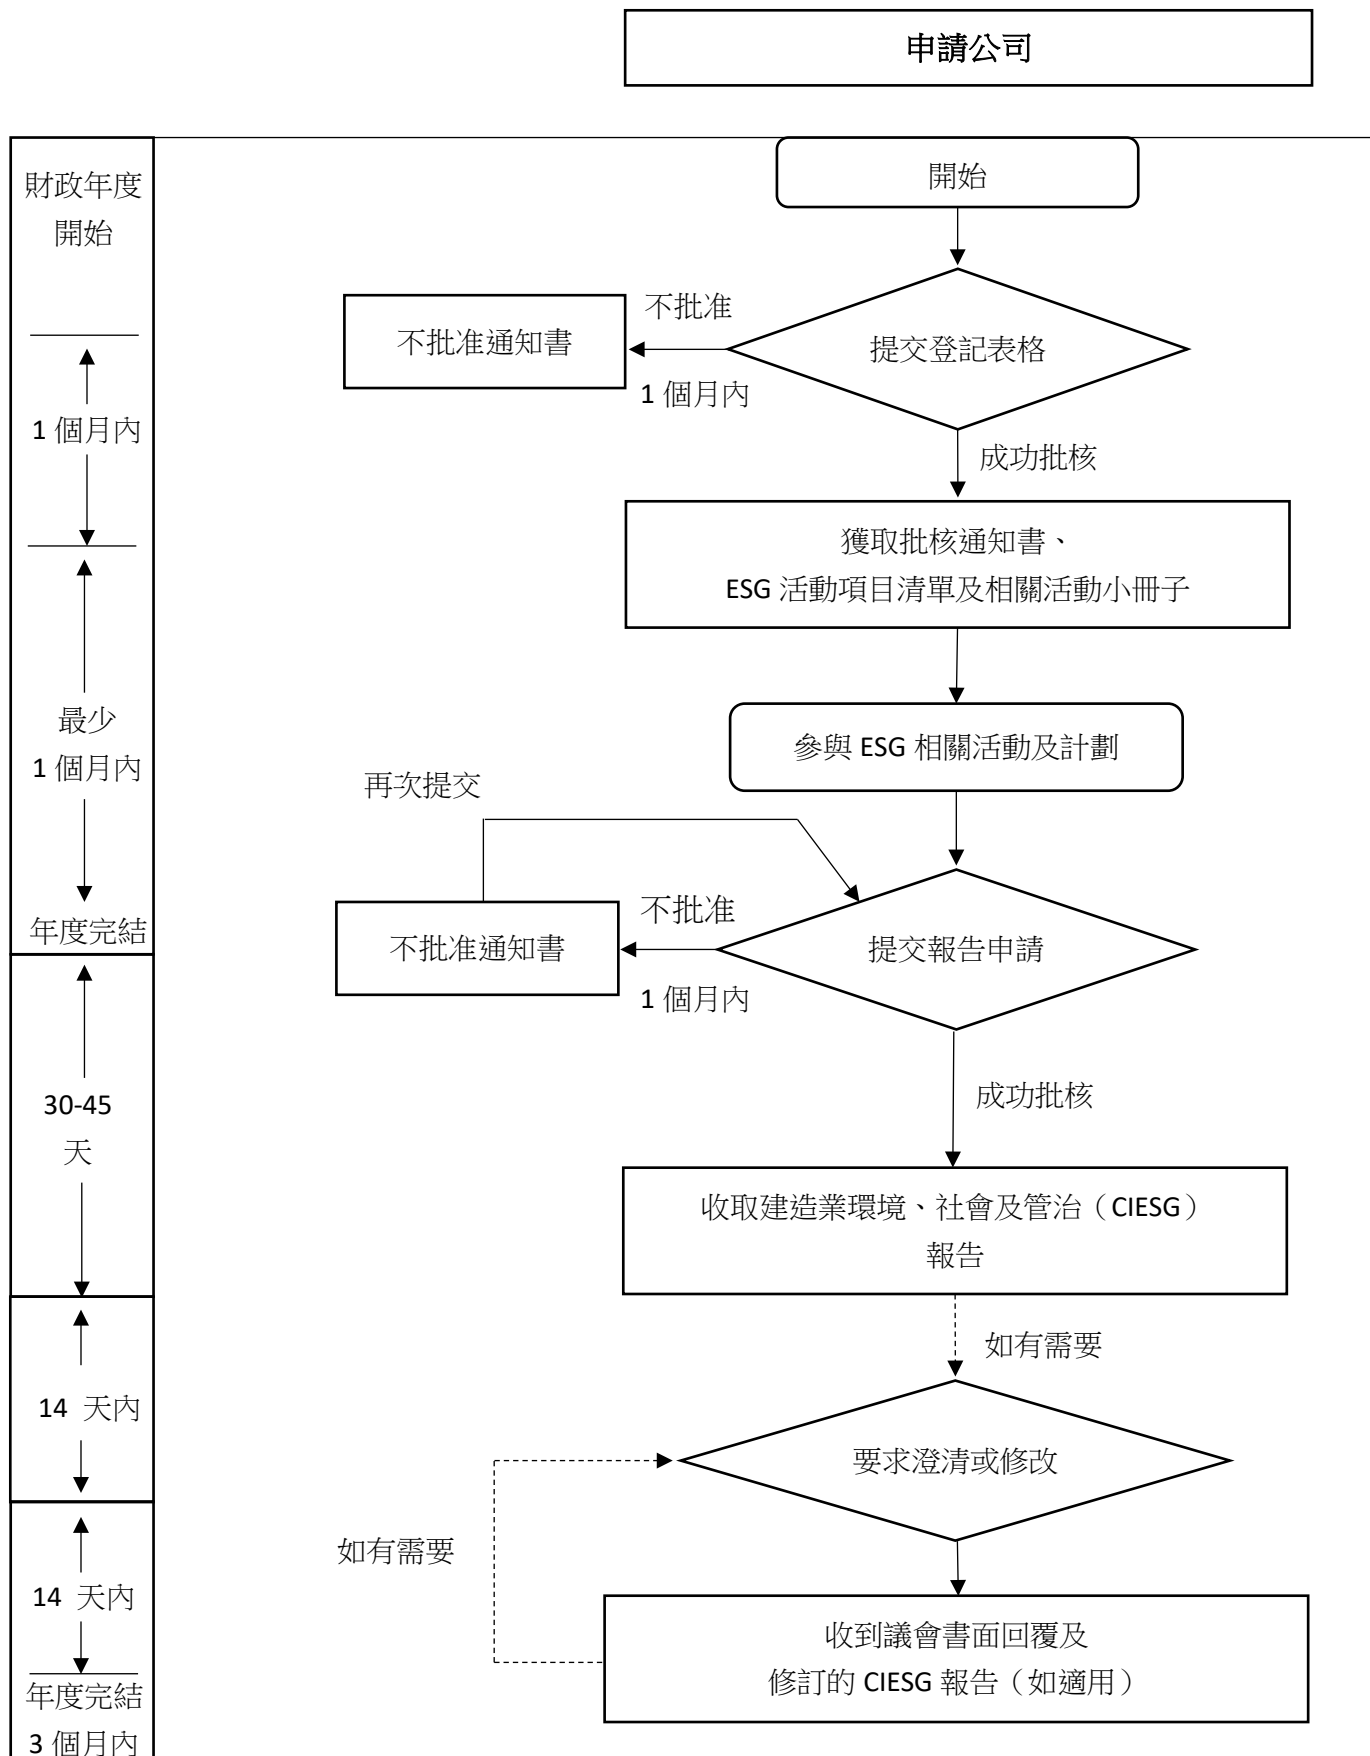 申請公司
財政年度
開始
開始
不批准
不批准通知書
提交登記表格
1 個月內
1 個月內
成功批核
獲取批核通知書、
ESG 活動項目清單及相關活動小冊子
最少
1 個月內
參與 ESG 相關活動及計劃
再次提交
年度完結
不批准
不批准通知書
提交報告申請
1 個月內
30-45
天
成功批核
收取建造業環境、社會及管治（CIESG）
報告
如有需要
14 天內
要求澄清或修改
如有需要
14 天內
收到議會書面回覆及
修訂的 CIESG 報告（如適用）
年度完結
3 個月內